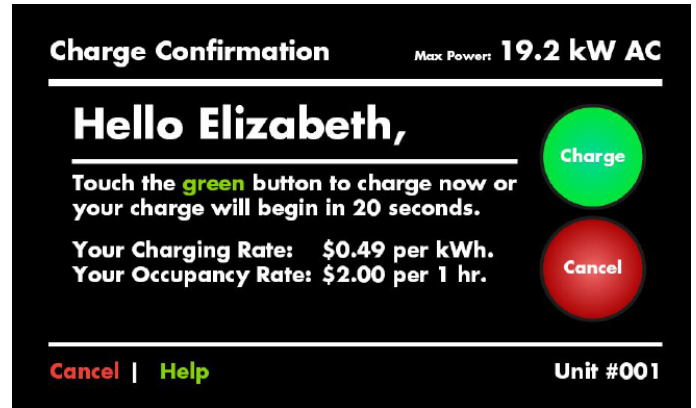 Charge Confirmation Max Power: 19.2 kW AC
Hello Elizabeth,
Touch the green button to charge now or
your charge will begin in 20 seconds.
Your Charging Rate: $0.49 per kWh.
Your Occupancy Rate: $2.00 per 1 hr.
Charge
Cancel
Cancel | Help Unit #001